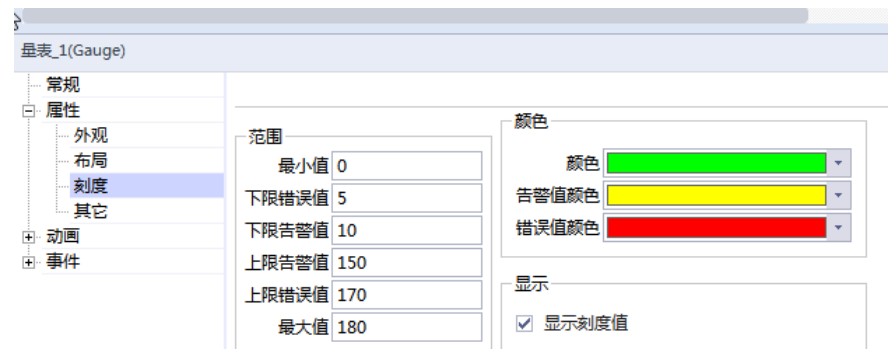 量表_1(Gauge)
常规
属性
外观
布局
刻度
其它
动画
事件
范围
最小值 0
下限错误值 5
下限告警值 10
上限告警值 150
上限错误值 170
最大值 180
颜色
颜色
告警值颜色
错误值颜色
显示
显示刻度值